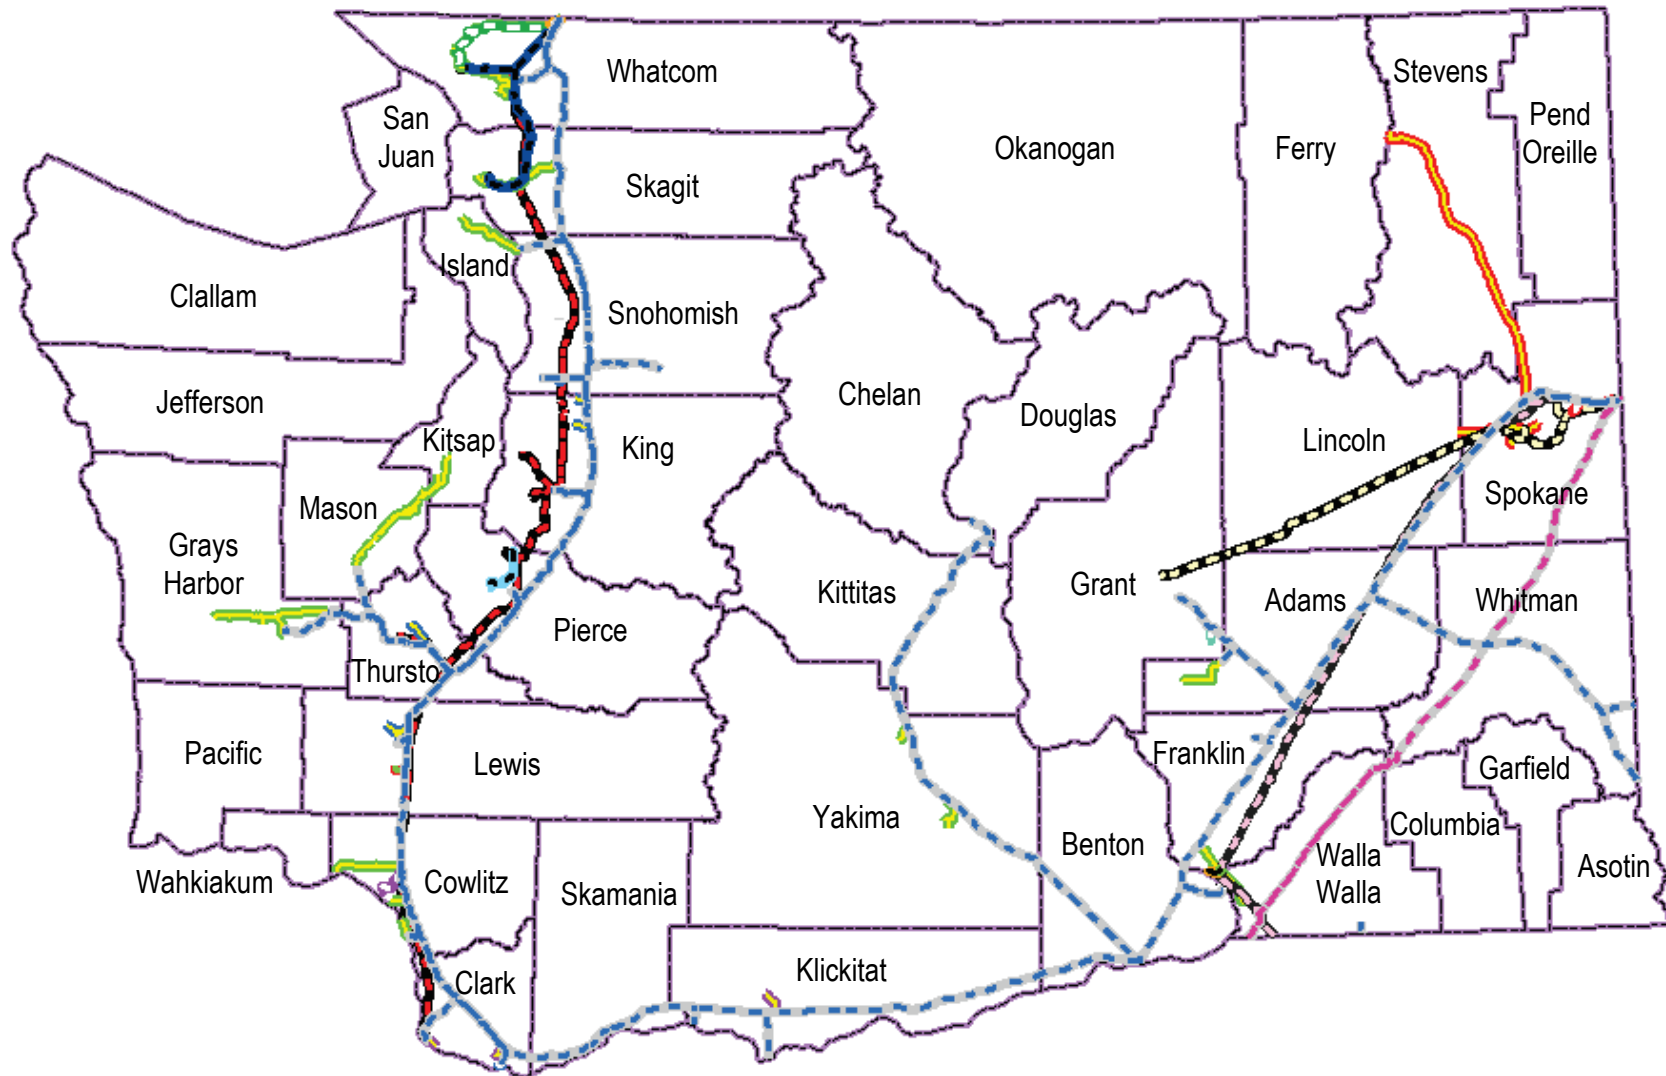 Whatcom
Stevens
San
Juan
Pend
Oreille
Okanogan
Ferry
Skagit
Island
Clallam
Snohomish
Chelan
Jefferson
Douglas
Kitsap
King
Lincoln
Mason
Spokane
Grays
Harbor
Grant
Kittitas
Adams
Whitman
Pierce
Thursto
Pacific
Lewis
Franklin
Garfield
Yakima
Columbia
Benton
Walla
Walla
Asotin
Wahkiakum
Cowlitz
Skamania
Klickitat
Clark